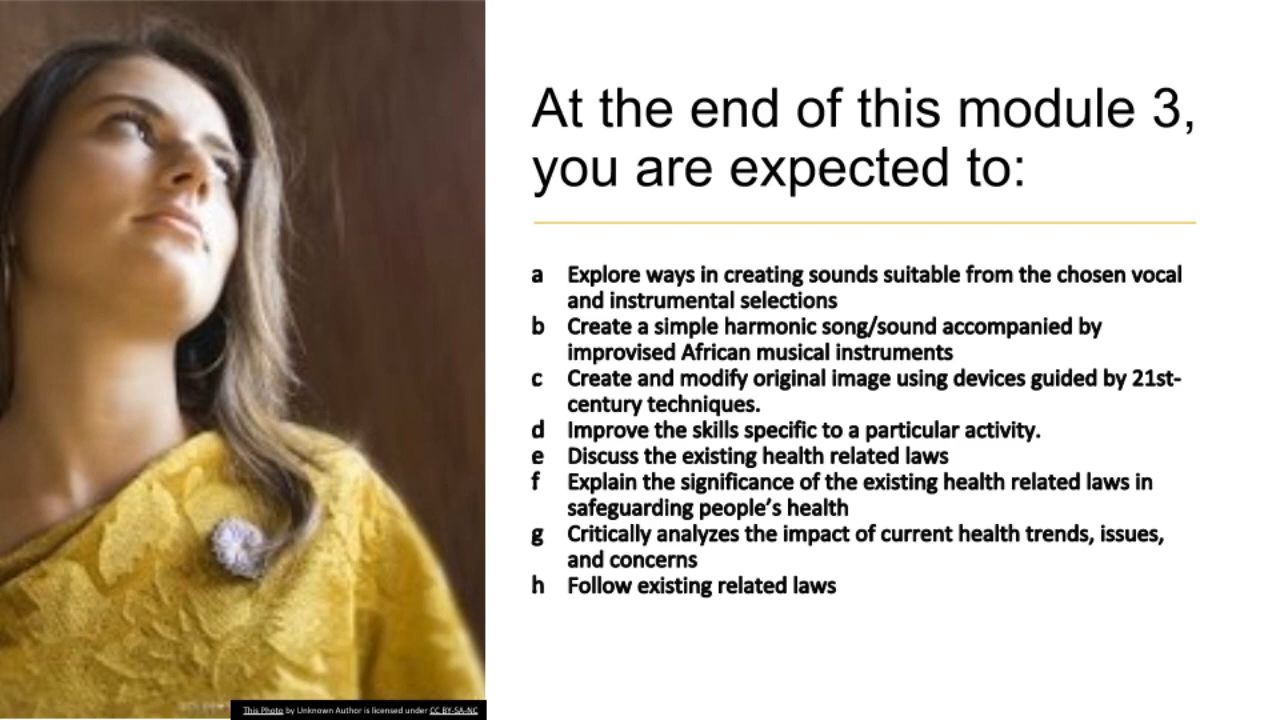 At the end of this module 3,
you are expected to:
a Explore ways in creating sounds suitable from the chosen vocal
and instrumental selections
b Create a simple harmonic song/sound accompanied by
improvised African musical instruments
c Create and modify original image using devices guided by 21st-
century techniques.
d Improve the skills specific to a particular activity.
e Discuss the existing health related laws
f Explain the significance of the existing health related laws in
safeguarding people’s health
g Critically analyzes the impact of current health trends, issues,
and concerns
h Follow existing related laws
This Photo by Unknown Author is licensed under CC BY-SA-NC